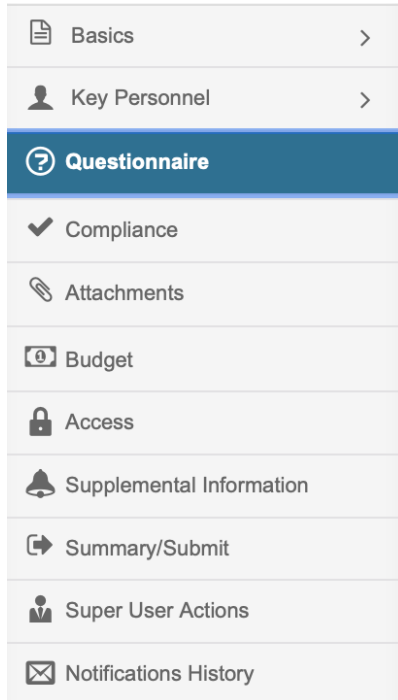 Basics
Key Personnel
Questionnaire
Compliance
Attachments
Budget
Access
Supplemental Information
Summary/Submit
Super User Actions
Notifications History